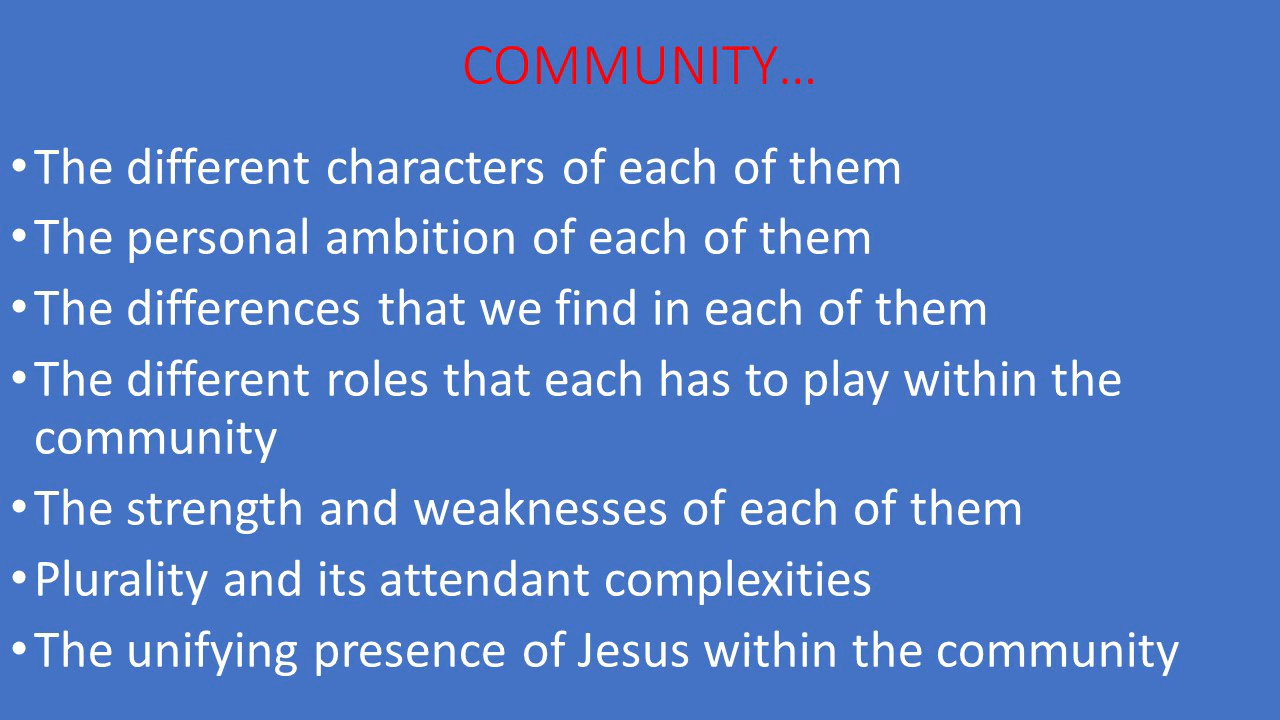 COMMUNITY...
•The different characters of each of them
•The personal ambition of each of them
•The differences that we find in each of them
•The different roles that each has to play within the
community
•The strength and weaknesses of each of them
•Plurality and its attendant complexities
•The unifying presence of Jesus within the community